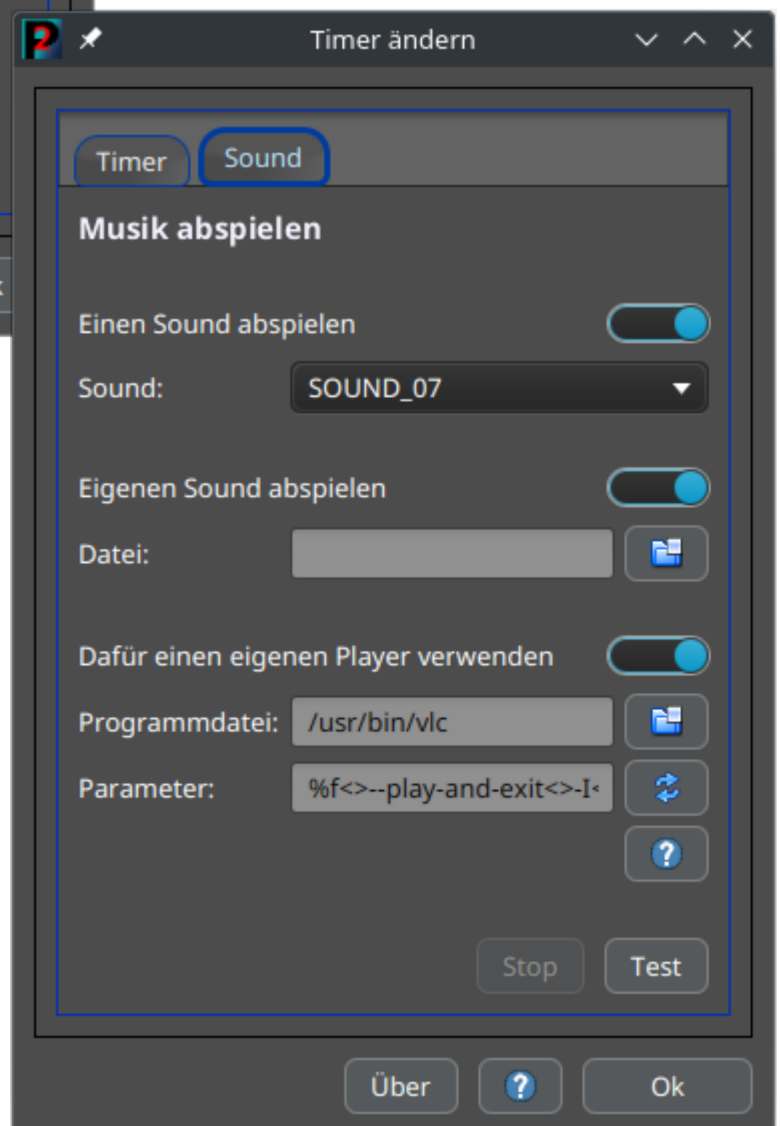 P2 Timer ändern
Timer Sound
Musik abspielen
Einen Sound abspielen
Sound: SOUND_07
Eigenen Sound abspielen
Datei:
Dafür einen eigenen Player verwenden
Programmdatei: /usr/bin/vlc
Parameter: %f<>--play-and-exit<>-I<
?
Stop Test
Über ? Ok